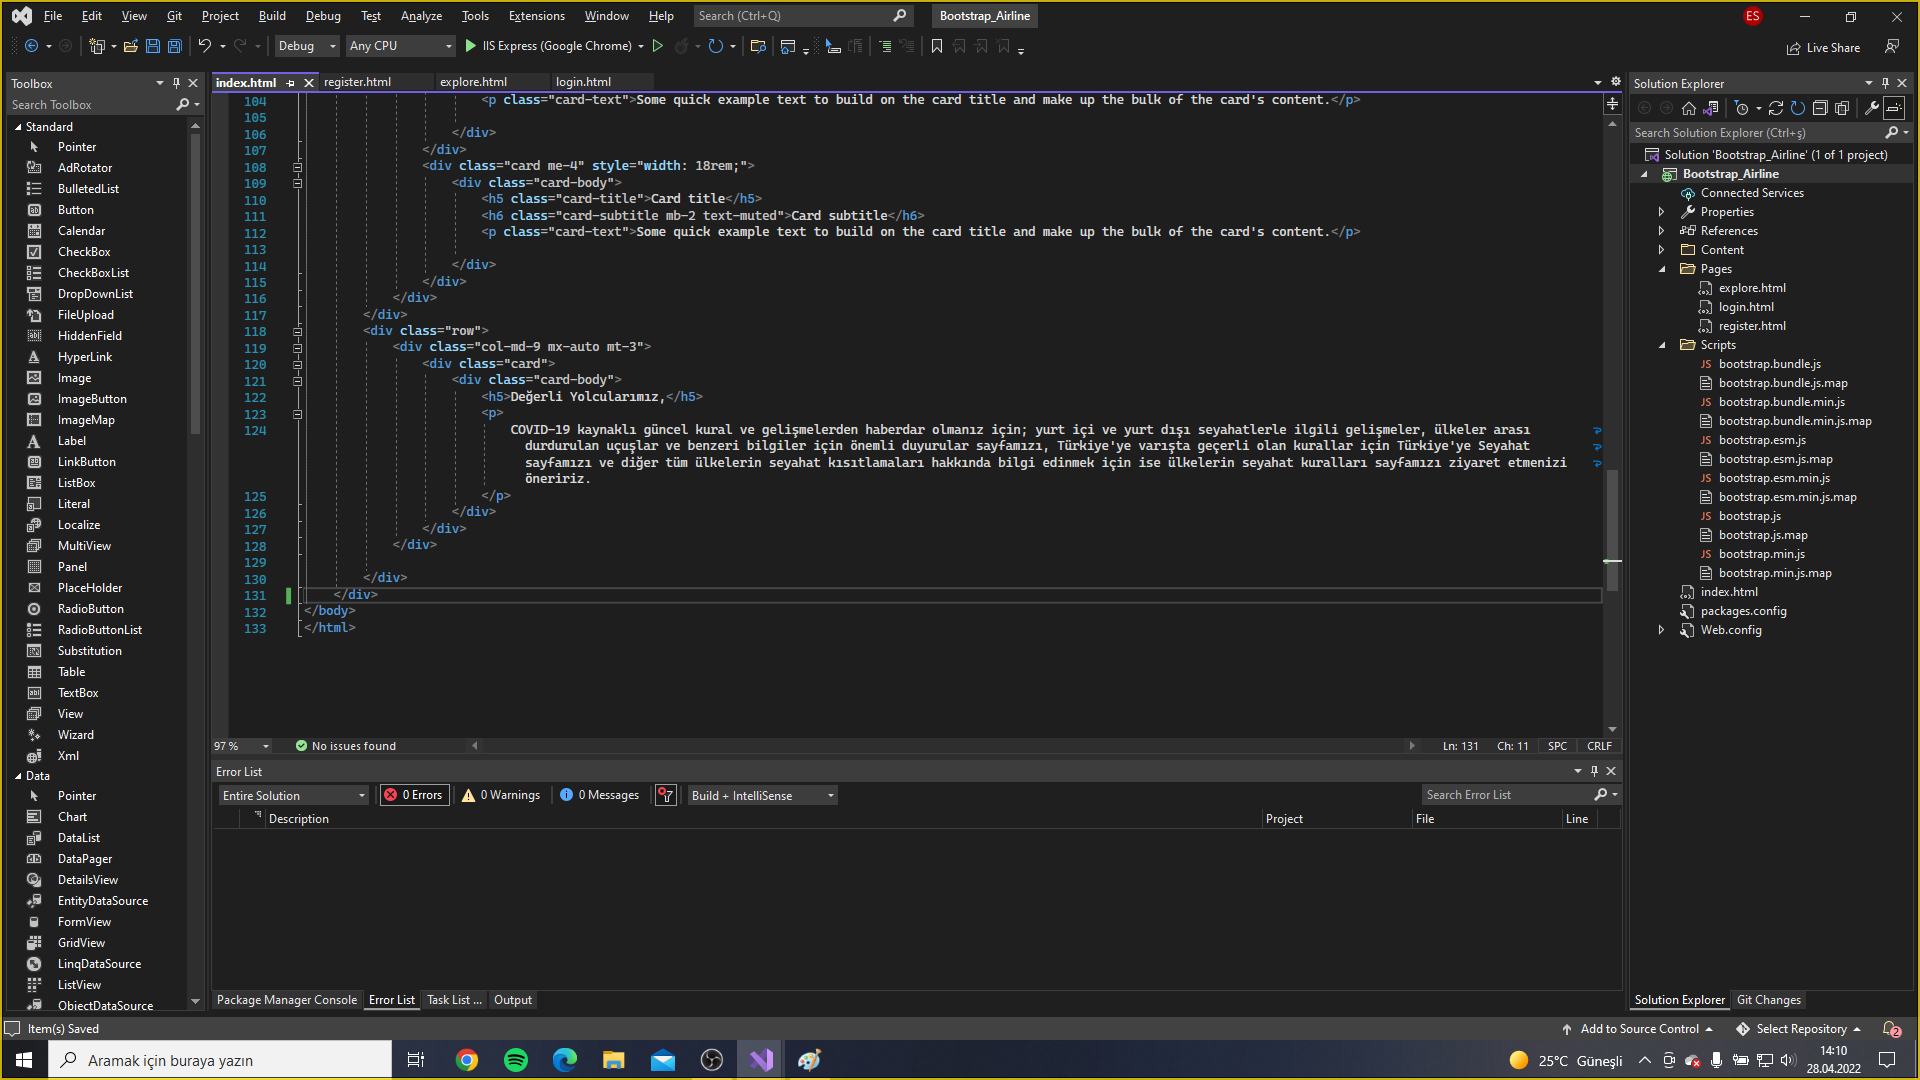 File Edit View Git Project Build Debug Test Analyze Tools Extensions Window Help Search (Ctrl+Q) Bootstrap_Airline ES
Debug Any CPU IIS Express (Google Chrome) Live Share
Toolbox
Search Toolbox
Standard
Pointer
AdRotator
BulletedList
Button
Calendar
CheckBox
CheckBoxList
DropDownList
FileUpload
HiddenField
HyperLink
Image
ImageButton
ImageMap
Label
LinkButton
ListBox
Literal
Localize
MultiView
Panel
PlaceHolder
RadioButton
RadioButtonList
Substitution
Table
TextBox
View
Wizard
Xml
Data
Pointer
Chart
DataList
DataPager
DetailsView
EntityDataSource
FormView
GridView
LinqDataSource
ListView
ObjectDataSource
index.html register.html explore.html login.html
104 <p class="card-text">Some quick example text to build on the card title and make up the bulk of the card's content.</p>
105
106 </div>
107 </div>
108 <div class="card me-4" style="width: 18rem;">
109 <div class="card-body">
110 <h5 class="card-title">Card title</h5>
111 <h6 class="card-subtitle mb-2 text-muted">Card subtitle</h6>
112 <p class="card-text">Some quick example text to build on the card title and make up the bulk of the card's content.</p>
113
114 </div>
115 </div>
116 </div>
117 </div>
118 <div class="row">
119 <div class="col-md-9 mx-auto mt-3">
120 <div class="card">
121 <div class="card-body">
122 <h5>Değerli Yolcularımız,</h5>
123 <p>
124 COVID-19 kaynaklı güncel kural ve gelişmelerden haberdar olmanız için; yurt içi ve yurt dışı seyahatlerle ilgili gelişmeler, ülkeler arası
durdurulan uçuşlar ve benzeri bilgiler için önemli duyurular sayfamızı, Türkiye'ye varışta geçerli olan kurallar için Türkiye'ye Seyahat
sayfamızı ve diğer tüm ülkelerin seyahat kısıtlamaları hakkında bilgi edinmek için ise ülkelerin seyahat kuralları sayfamızı ziyaret etmenizi
öneririz.
125 </p>
126 </div>
127 </div>
128 </div>
129
130 </div>
131 </div>
132 </body>
133 </html>
97 % No issues found Ln: 131 Ch: 11 SPC CRLF
Error List
Entire Solution 0 Errors 0 Warnings 0 Messages Build + IntelliSense Search Error List
Description Project File Line
Package Manager Console Error List Task List ... Output
Solution Explorer
Search Solution Explorer (Ctrl+ş)
Solution 'Bootstrap_Airline' (1 of 1 project)
Bootstrap_Airline
Connected Services
Properties
References
Content
Pages
explore.html
login.html
register.html
Scripts
bootstrap.bundle.js
bootstrap.bundle.js.map
bootstrap.bundle.min.js
bootstrap.bundle.min.js.map
bootstrap.esm.js
bootstrap.esm.js.map
bootstrap.esm.min.js
bootstrap.esm.min.js.map
bootstrap.js
bootstrap.js.map
bootstrap.min.js
bootstrap.min.js.map
index.html
packages.config
Web.config
Solution Explorer Git Changes
Item(s) Saved Add to Source Control Select Repository 2
Aramak için buraya yazın 25°C Güneşli 14:10
28.04.2022